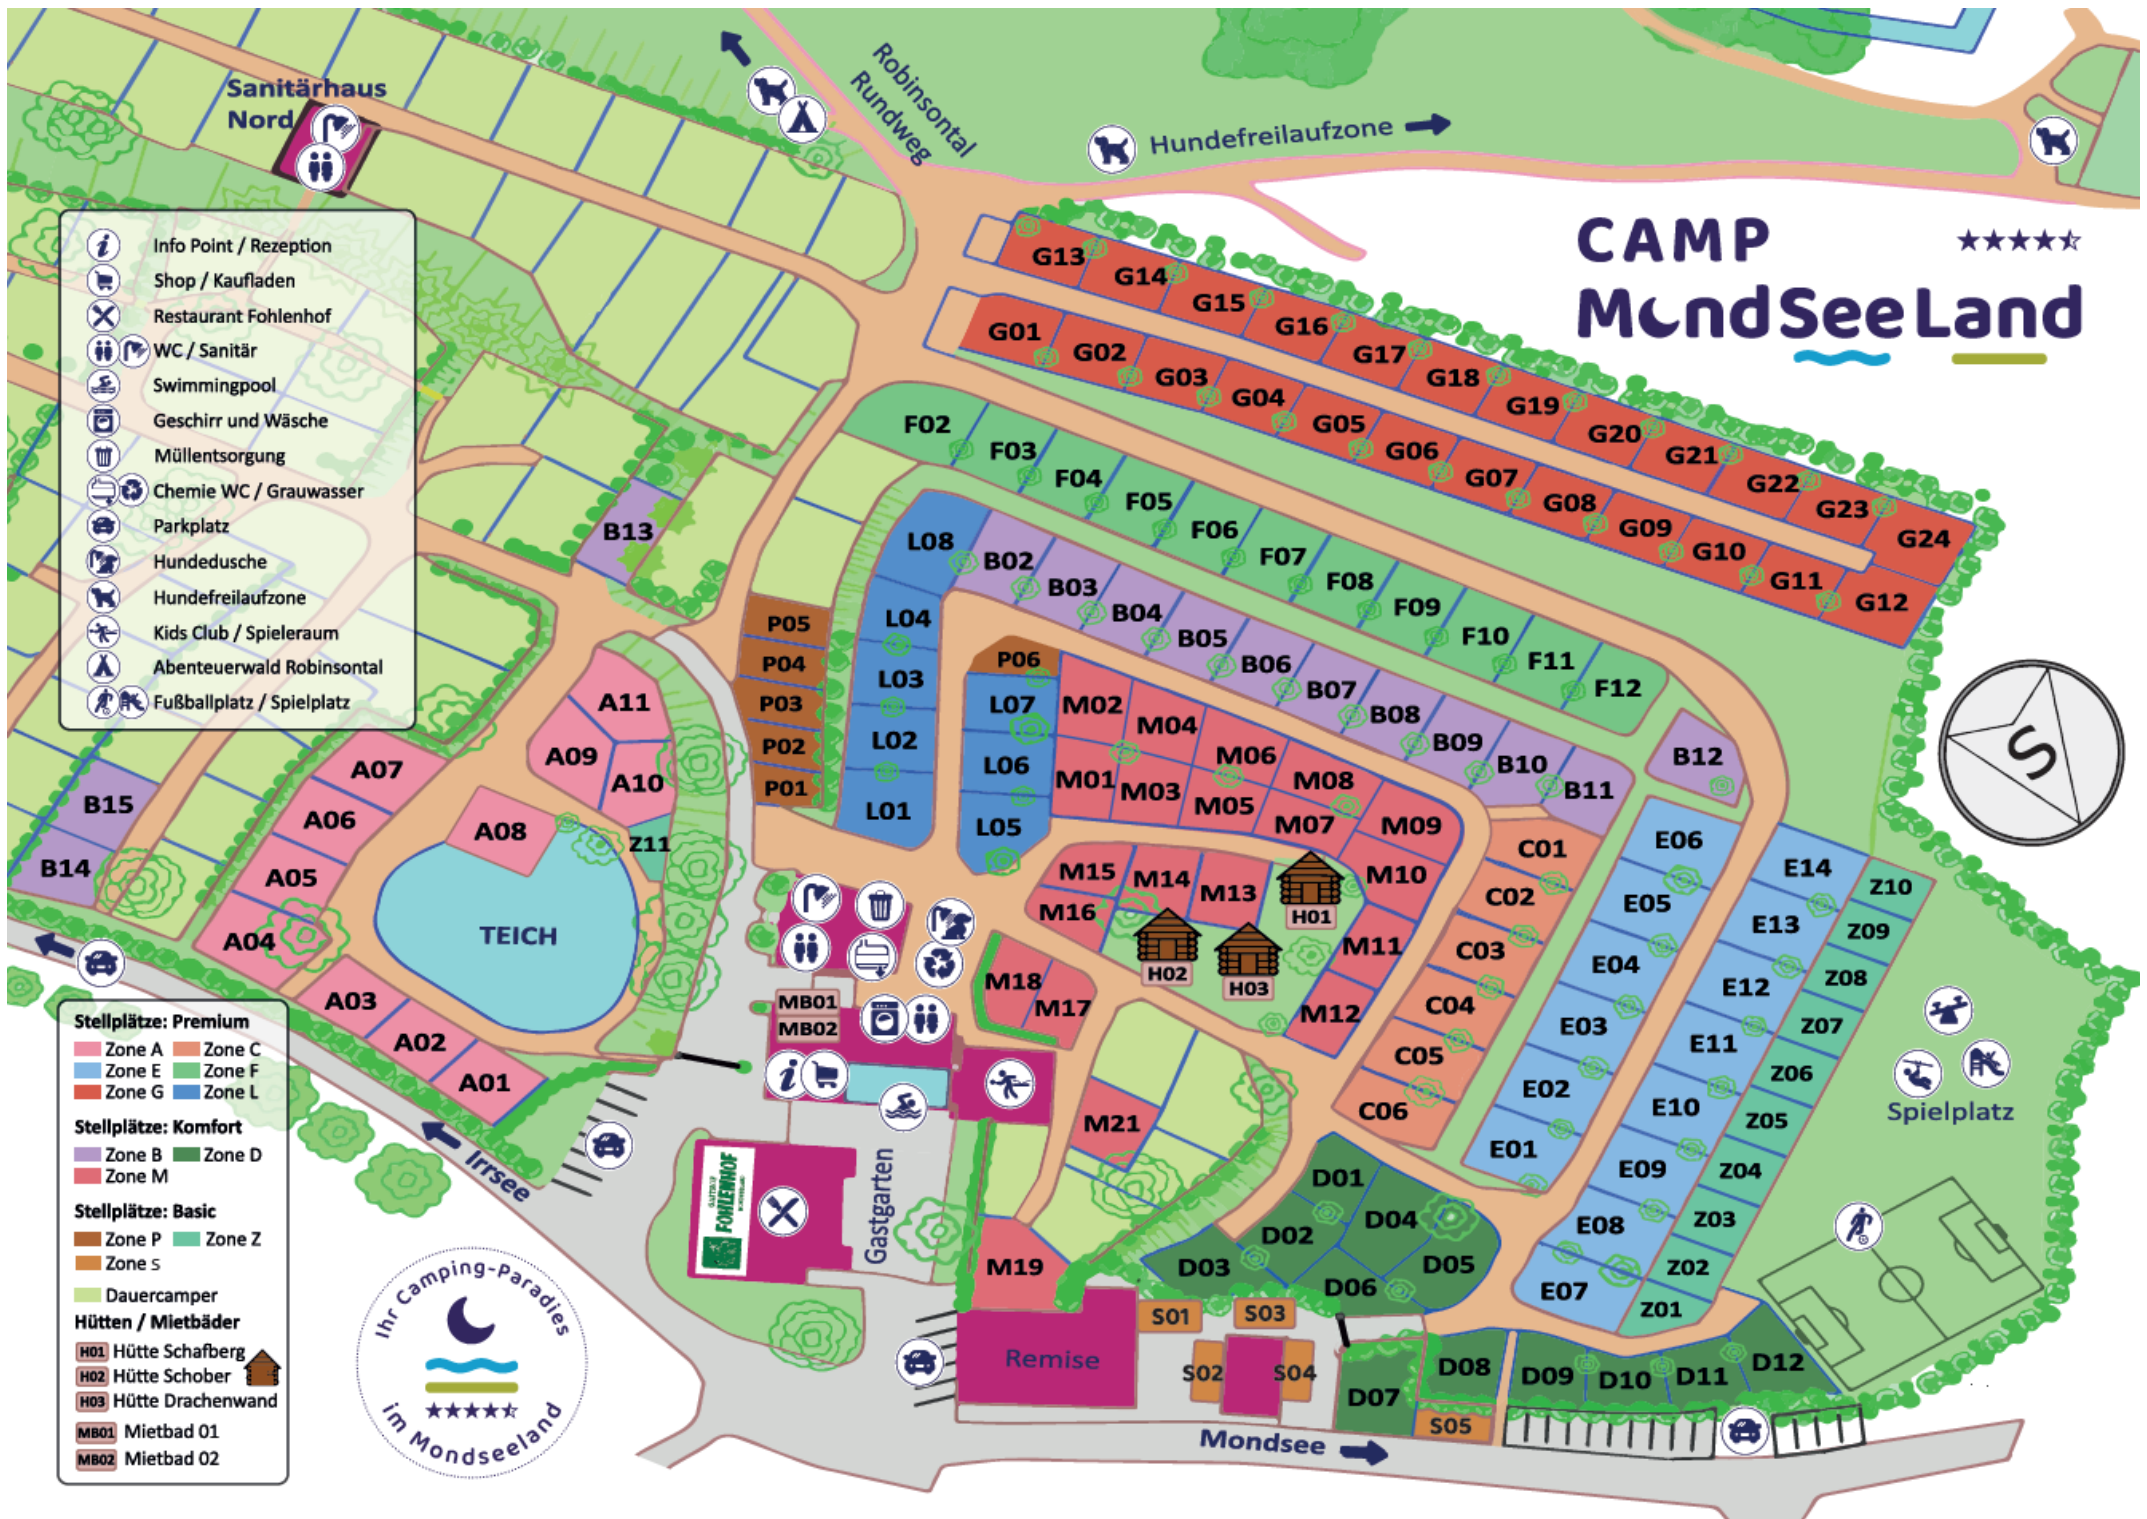 Sanitärhaus
Nord
Robinsontal
Rundweg
Hundefreilaufzone
CAMP
MondSeeLand
Info Point / Rezeption
Shop / Kaufladen
Restaurant Fohlenhof
WC / Sanitär
Swimmingpool
Geschirr und Wäsche
Müllentsorgung
Chemie WC / Grauwasser
Parkplatz
Hundedusche
Hundefreilaufzone
Kids Club / Spieleraum
Abenteuerwald Robinsontal
Fußballplatz / Spielplatz
G13
G14
G15
G16
G17
G18
G19
G20
G21
G22
G23
G24
G01
G02
G03
G04
G05
G06
G07
G08
G09
G10
G11
G12
F02
F03
F04
F05
F06
F07
F08
F09
F10
F11
F12
B13
L08
B02
B03
B04
B05
B06
B07
B08
B09
B10
B11
B12
P05
P04
P03
P02
P01
L04
L03
L02
L01
P06
L07
L06
L05
M02
M04
M06
M08
M01
M03
M05
M07
M09
M10
M11
M12
M15
M14
M13
M16
H01
H02
H03
M18
M17
A11
A09
A10
A07
A06
A05
A04
A08
Z11
TEICH
A03
A02
A01
B15
B14
C01
C02
C03
C04
C05
C06
E06
E05
E04
E03
E02
E01
E14
E13
E12
E11
E10
E09
E08
E07
Z10
Z09
Z08
Z07
Z06
Z05
Z04
Z03
Z02
Z01
S
Spielplatz
MB01
MB02
M21
M19
GASTHOF
FOHLENHOF
Gastgarten
Irrsee
D01
D02
D03
D04
D05
D06
D07
D08
D09
D10
D11
D12
S01
S03
S02
S04
S05
Remise
Mondsee
Stellplätze: Premium
Zone A Zone C
Zone E Zone F
Zone G Zone L
Stellplätze: Komfort
Zone B Zone D
Zone M
Stellplätze: Basic
Zone P Zone Z
Zone S
Dauercamper
Hütten / Mietbäder
H01 Hütte Schafberg
H02 Hütte Schober
H03 Hütte Drachenwand
MB01 Mietbad 01
MB02 Mietbad 02
Ihr Camping-Paradies
im Mondseeland